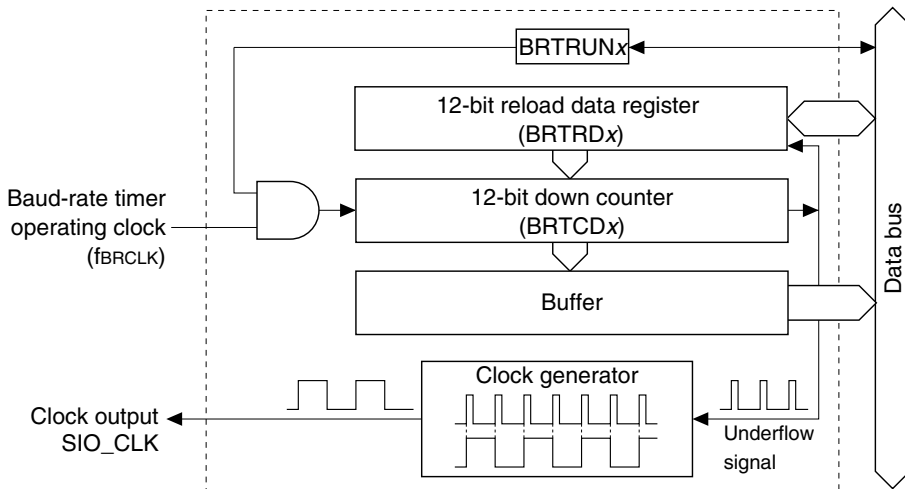 BRTRUNx
12-bit reload data register
(BRTRDx)
Baud-rate timer
operating clock
(fBRCLK)
12-bit down counter
(BRTCDx)
Data bus
Buffer
Clock generator
Clock output
SIO_CLK
Underflow
signal